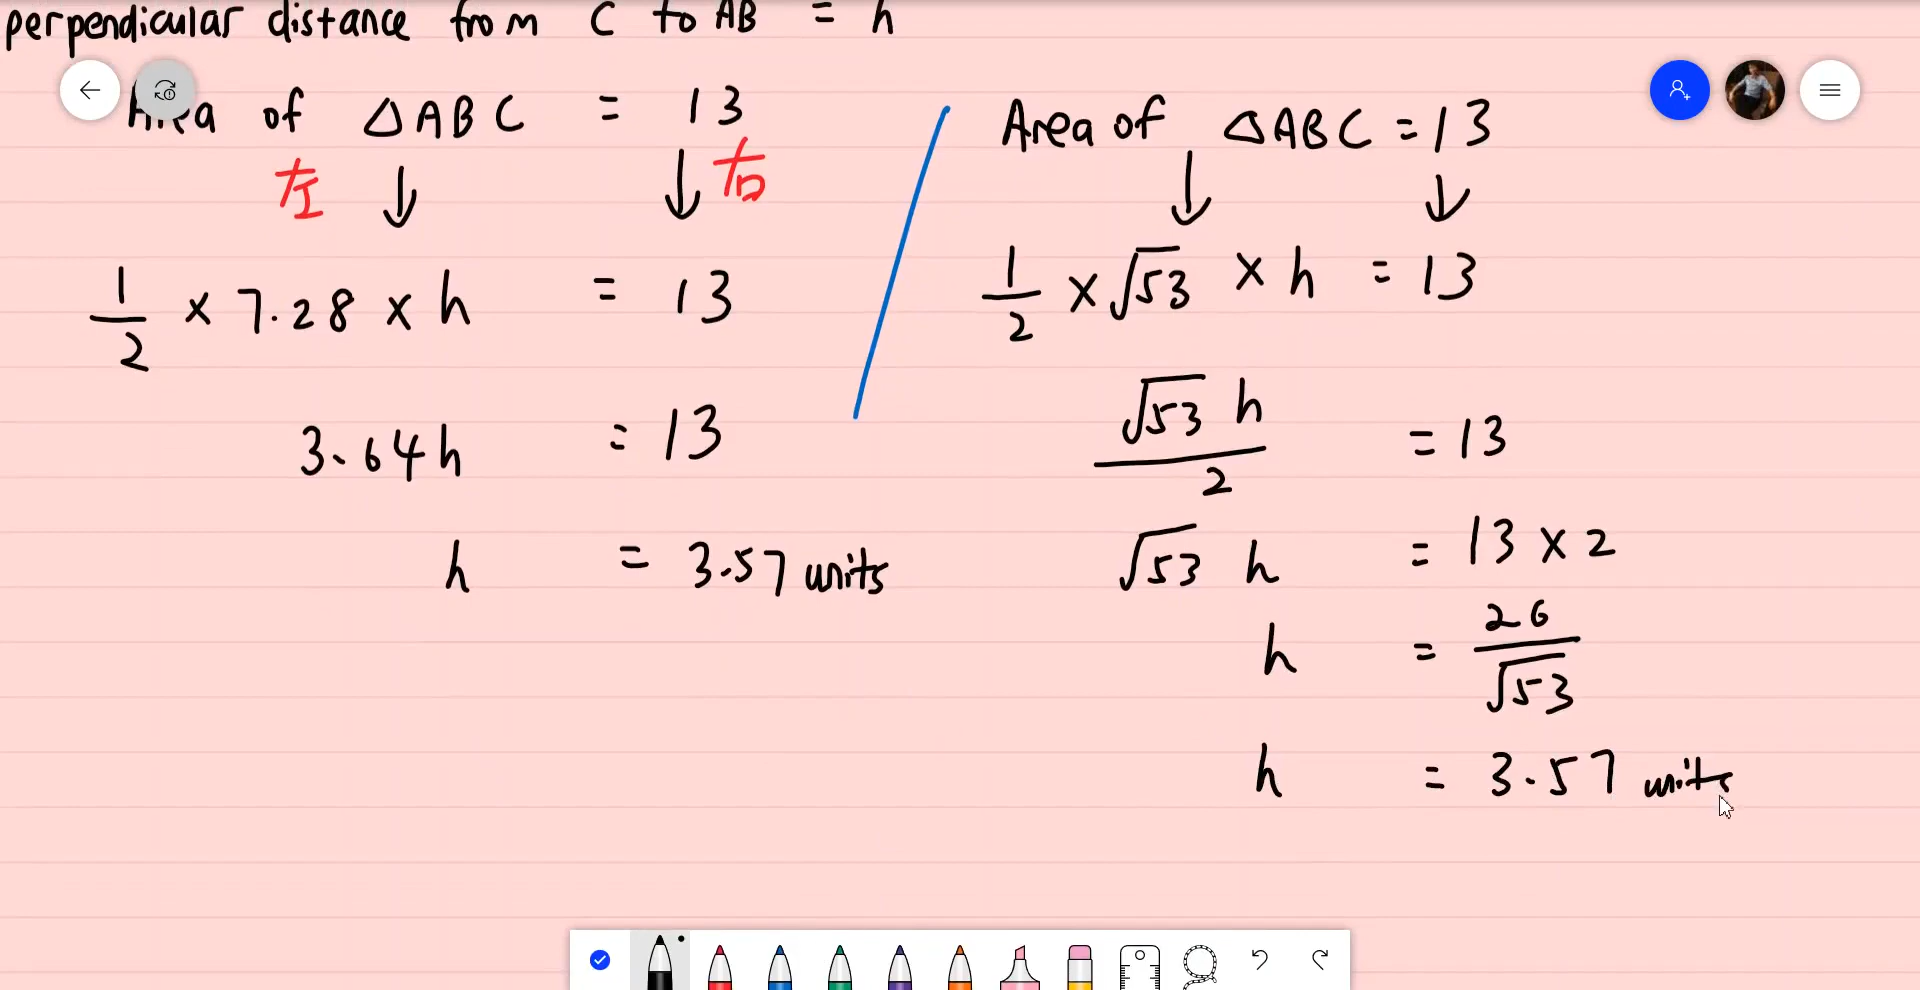 perpendicular distance from C to AB = h
Area of △ABC = 13
1/2 × 7.28 × h = 13
3.64h = 13
h = 3.57 units
Area of △ABC = 13
1/2 × √53 × h = 13
√53 h / 2 = 13
√53 h = 13 × 2
h = 26/√53
h = 3.57 units